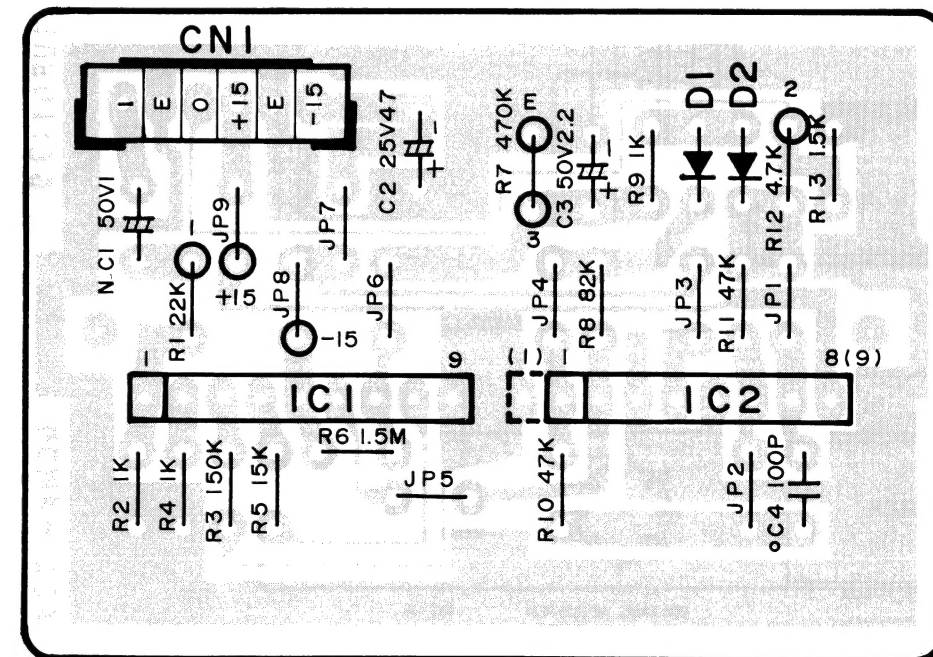 CN1
I E O +15 E -15
N.C1 50V1
R1 22K
1
JP9
+15
JP8
-15
JP7
JP6
C2 25V47
-
+
R7 470K
E
3
C3 50V2.2
-
+
R9 1K
D1
D2
2
R12 4.7K
R13 1.5K
JP4
R8 82K
JP3
R11 47K
JP1
1
IC1
9
(1) 1
IC2
8(9)
R6 1.5M
JP5
R2 1K
R4 1K
R3 150K
R5 15K
R10 47K
JP2
C4 100P